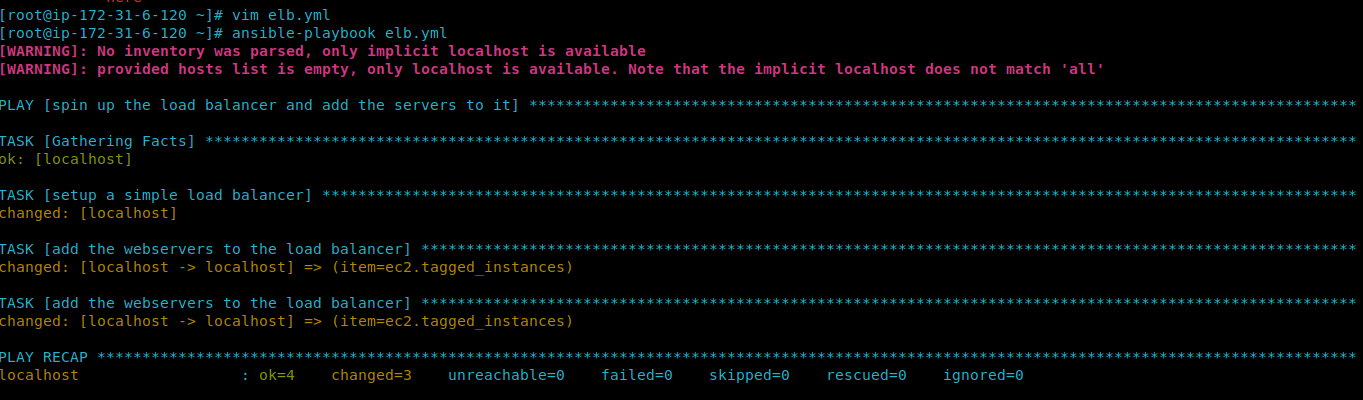 here
[root@ip-172-31-6-120 ~]# vim elb.yml
[root@ip-172-31-6-120 ~]# ansible-playbook elb.yml
[WARNING]: No inventory was parsed, only implicit localhost is available
[WARNING]: provided hosts list is empty, only localhost is available. Note that the implicit localhost does not match 'all'
PLAY [spin up the load balancer and add the servers to it] ********************************************************************************************
TASK [Gathering Facts] ********************************************************************************************************************************
ok: [localhost]
TASK [setup a simple load balancer] *******************************************************************************************************************
changed: [localhost]
TASK [add the webservers to the load balancer] ********************************************************************************************************
changed: [localhost -> localhost] => (item=ec2.tagged_instances)
TASK [add the webservers to the load balancer] ********************************************************************************************************
changed: [localhost -> localhost] => (item=ec2.tagged_instances)
PLAY RECAP ********************************************************************************************************************************************
localhost                  : ok=4    changed=3    unreachable=0    failed=0    skipped=0    rescued=0    ignored=0